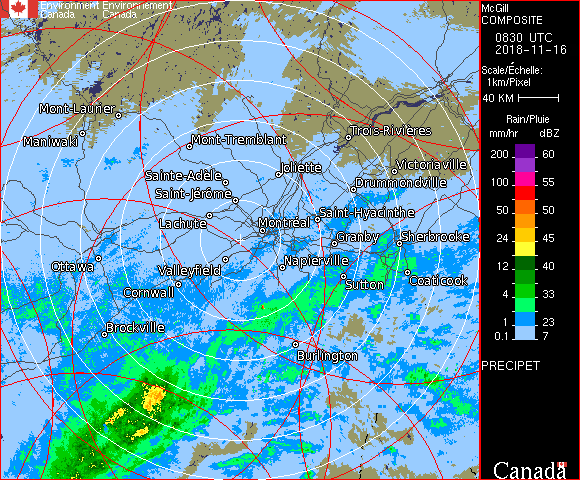 Environment Environnement
Canada Canada
McGill
COMPOSITE
0830 UTC
2018-11-16
Scale/Échelle:
1km/Pixel
40 KM
Rain/Pluie
mm/hr dBZ
200 60
100 55
50 50
24 45
12 40
4 33
1 23
0.1 7
PRECIPET
Canada
Mont-Laurier
Maniwaki
Mont-Tremblant
Trois-Rivières
Joliette
Victoriaville
Sainte-Adèle
Drummondville
Saint-Jérôme
Saint-Hyacinthe
Lachute
Montréal
Granby
Sherbrooke
Ottawa
Valleyfield
Napierville
Coaticook
Cornwall
Sutton
Brockville
Burlington